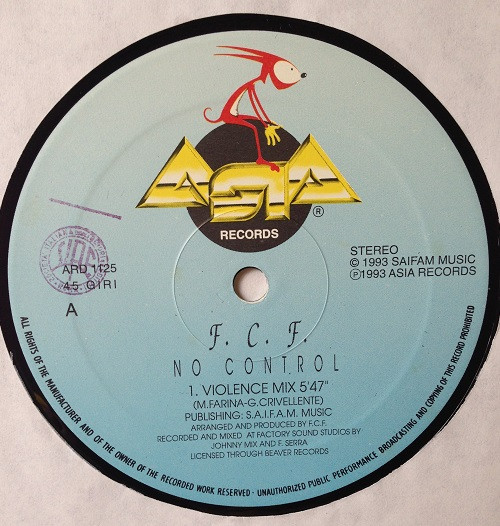 ASIA
®
RECORDS
STEREO
© 1993 SAIFAM MUSIC
℗ 1993 ASIA RECORDS
ARD 1125
45 GIRI
A
F. C. F.
NO CONTROL
1. VIOLENCE MIX 5'47"
(M.FARINA-G.CRIVELLENTE)
PUBLISHING: S.A.I.F.A.M. MUSIC
ARRANGED AND PRODUCED BY F.C.F.
RECORDED AND MIXED AT FACTORY SOUND STUDIOS BY
JOHNNY MIX AND F. SERRA
LICENSED THROUGH BEAVER RECORDS
ALL RIGHTS OF THE MANUFACTURER AND OF THE OWNER OF THE RECORDED WORK RESERVED - UNAUTHORIZED PUBLIC PERFORMANCE BROADCASTING AND COPYING OF THIS RECORD PROHIBITED